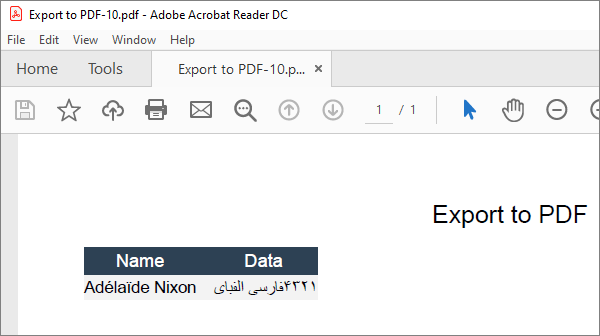 Export to PDF-10.pdf - Adobe Acrobat Reader DC
File Edit View Window Help
Home Tools Export to PDF-10.p... ×
1 / 1
Export to PDF
Name Data
Adélaïde Nixon ۴۳۲۱فارسی الفبای